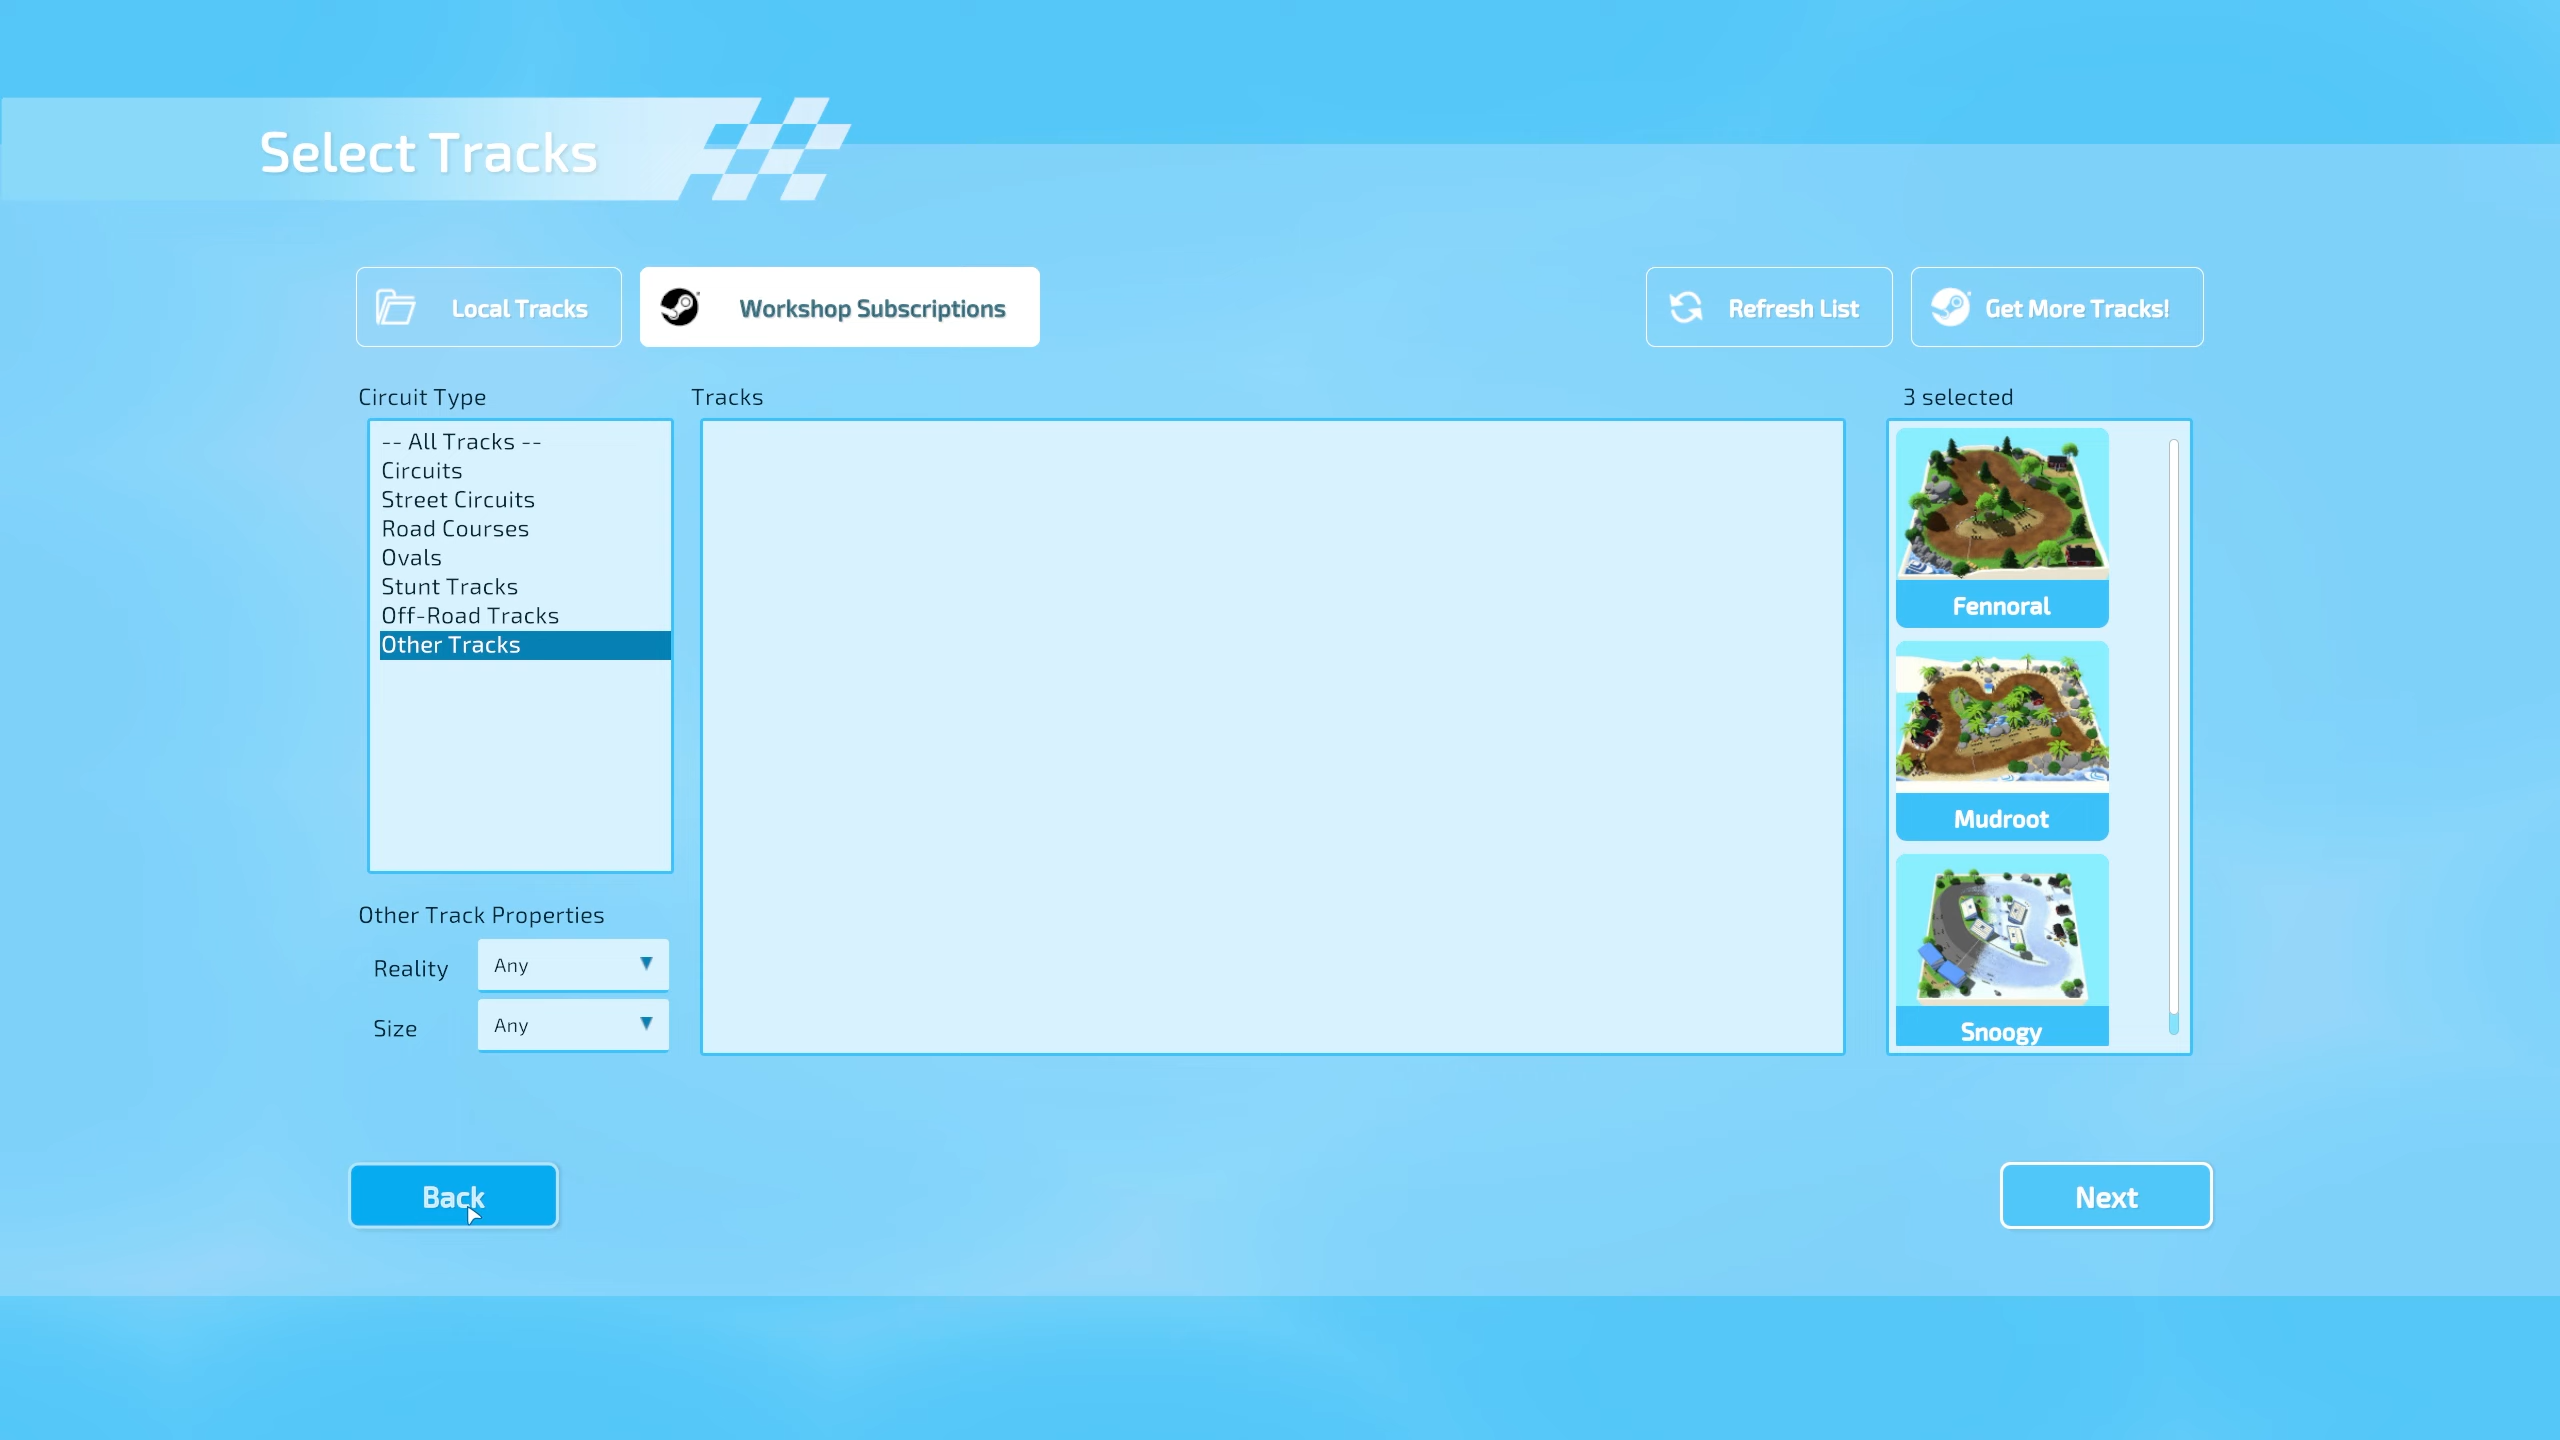 Select Tracks
Local Tracks
Workshop Subscriptions
Refresh List
Get More Tracks!
Circuit Type
Tracks
3 selected
-- All Tracks --
Circuits
Street Circuits
Road Courses
Ovals
Stunt Tracks
Off-Road Tracks
Other Tracks
Fennoral
Mudroot
Snoogy
Other Track Properties
Reality
Any
Size
Any
Back
Next